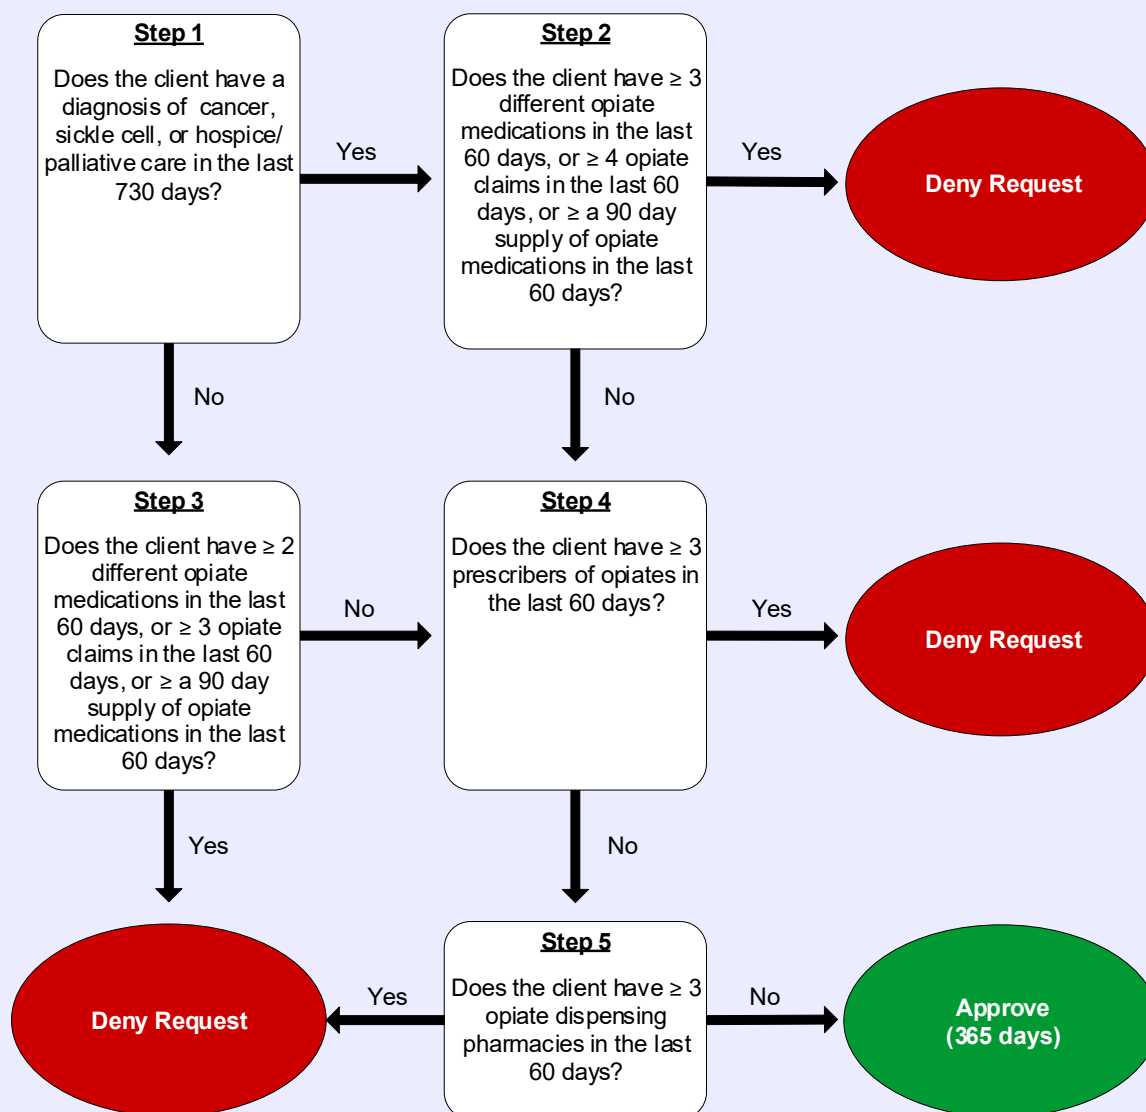 Step 1
Does the client have a
diagnosis of cancer,
sickle cell, or hospice/
palliative care in the last
730 days?
Yes
No
Step 2
Does the client have ≥ 3
different opiate
medications in the last
60 days, or ≥ 4 opiate
claims in the last 60
days, or ≥ a 90 day
supply of opiate
medications in the last
60 days?
Yes
Deny Request
No
Step 3
Does the client have ≥ 2
different opiate
medications in the last
60 days, or ≥ 3 opiate
claims in the last 60
days, or ≥ a 90 day
supply of opiate
medications in the last
60 days?
No
Yes
Step 4
Does the client have ≥ 3
prescribers of opiates in
the last 60 days?
Yes
Deny Request
No
Deny Request
Yes
Step 5
Does the client have ≥ 3
opiate dispensing
pharmacies in the last
60 days?
No
Approve
(365 days)